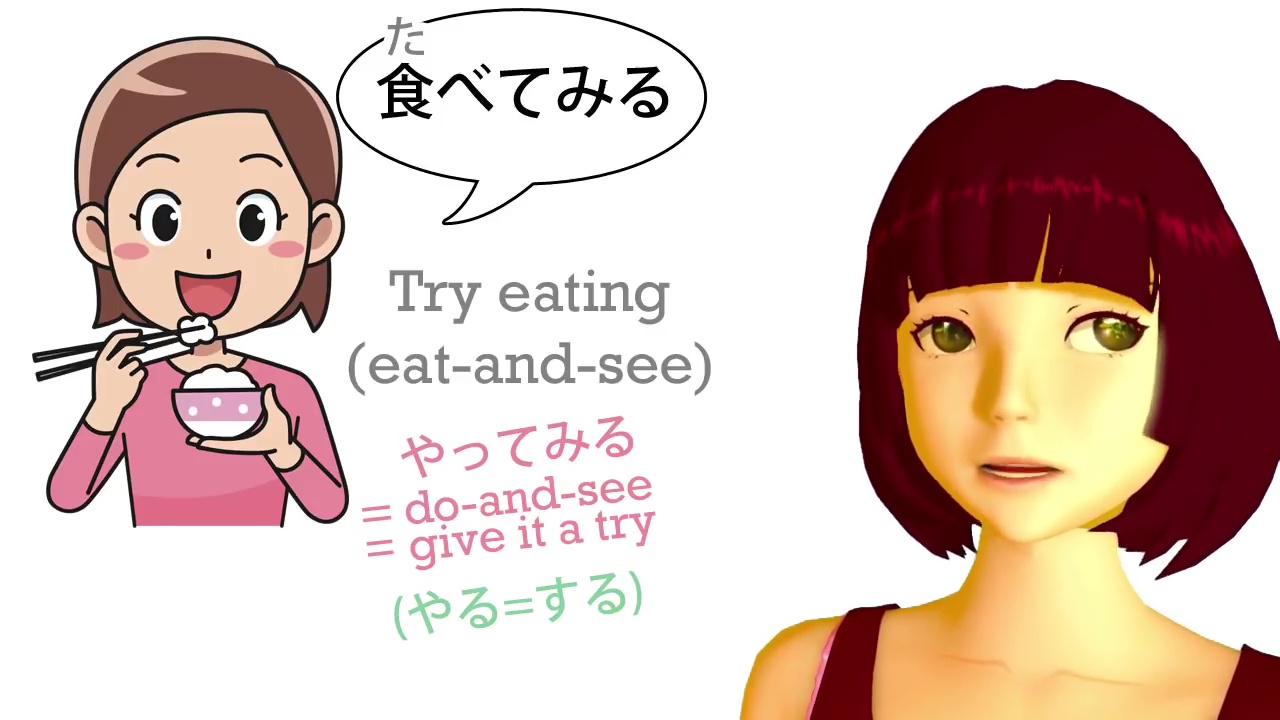 た
食べてみる
Try eating
(eat-and-see)
やってみる
= do-and-see
= give it a try
(やる=する)